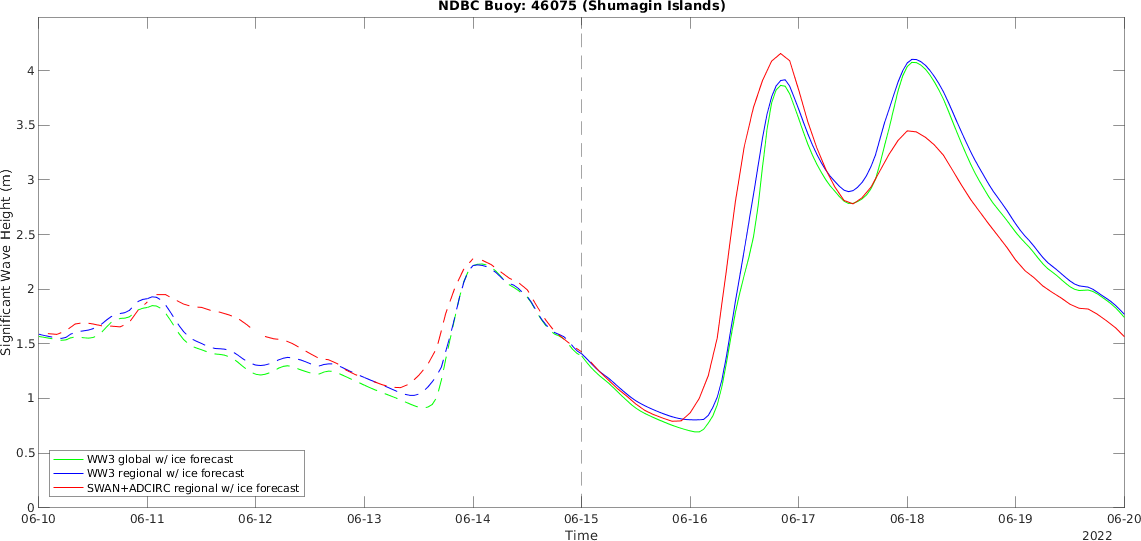 NDBC Buoy: 46075 (Shumagin Islands)
Significant Wave Height (m)
4
3.5
3
2.5
2
1.5
1
0.5
0
WW3 global w/ ice forecast
WW3 regional w/ ice forecast
SWAN+ADCIRC regional w/ ice forecast
06-10 06-11 06-12 06-13 06-14 06-15 06-16 06-17 06-18 06-19 06-20
Time
2022